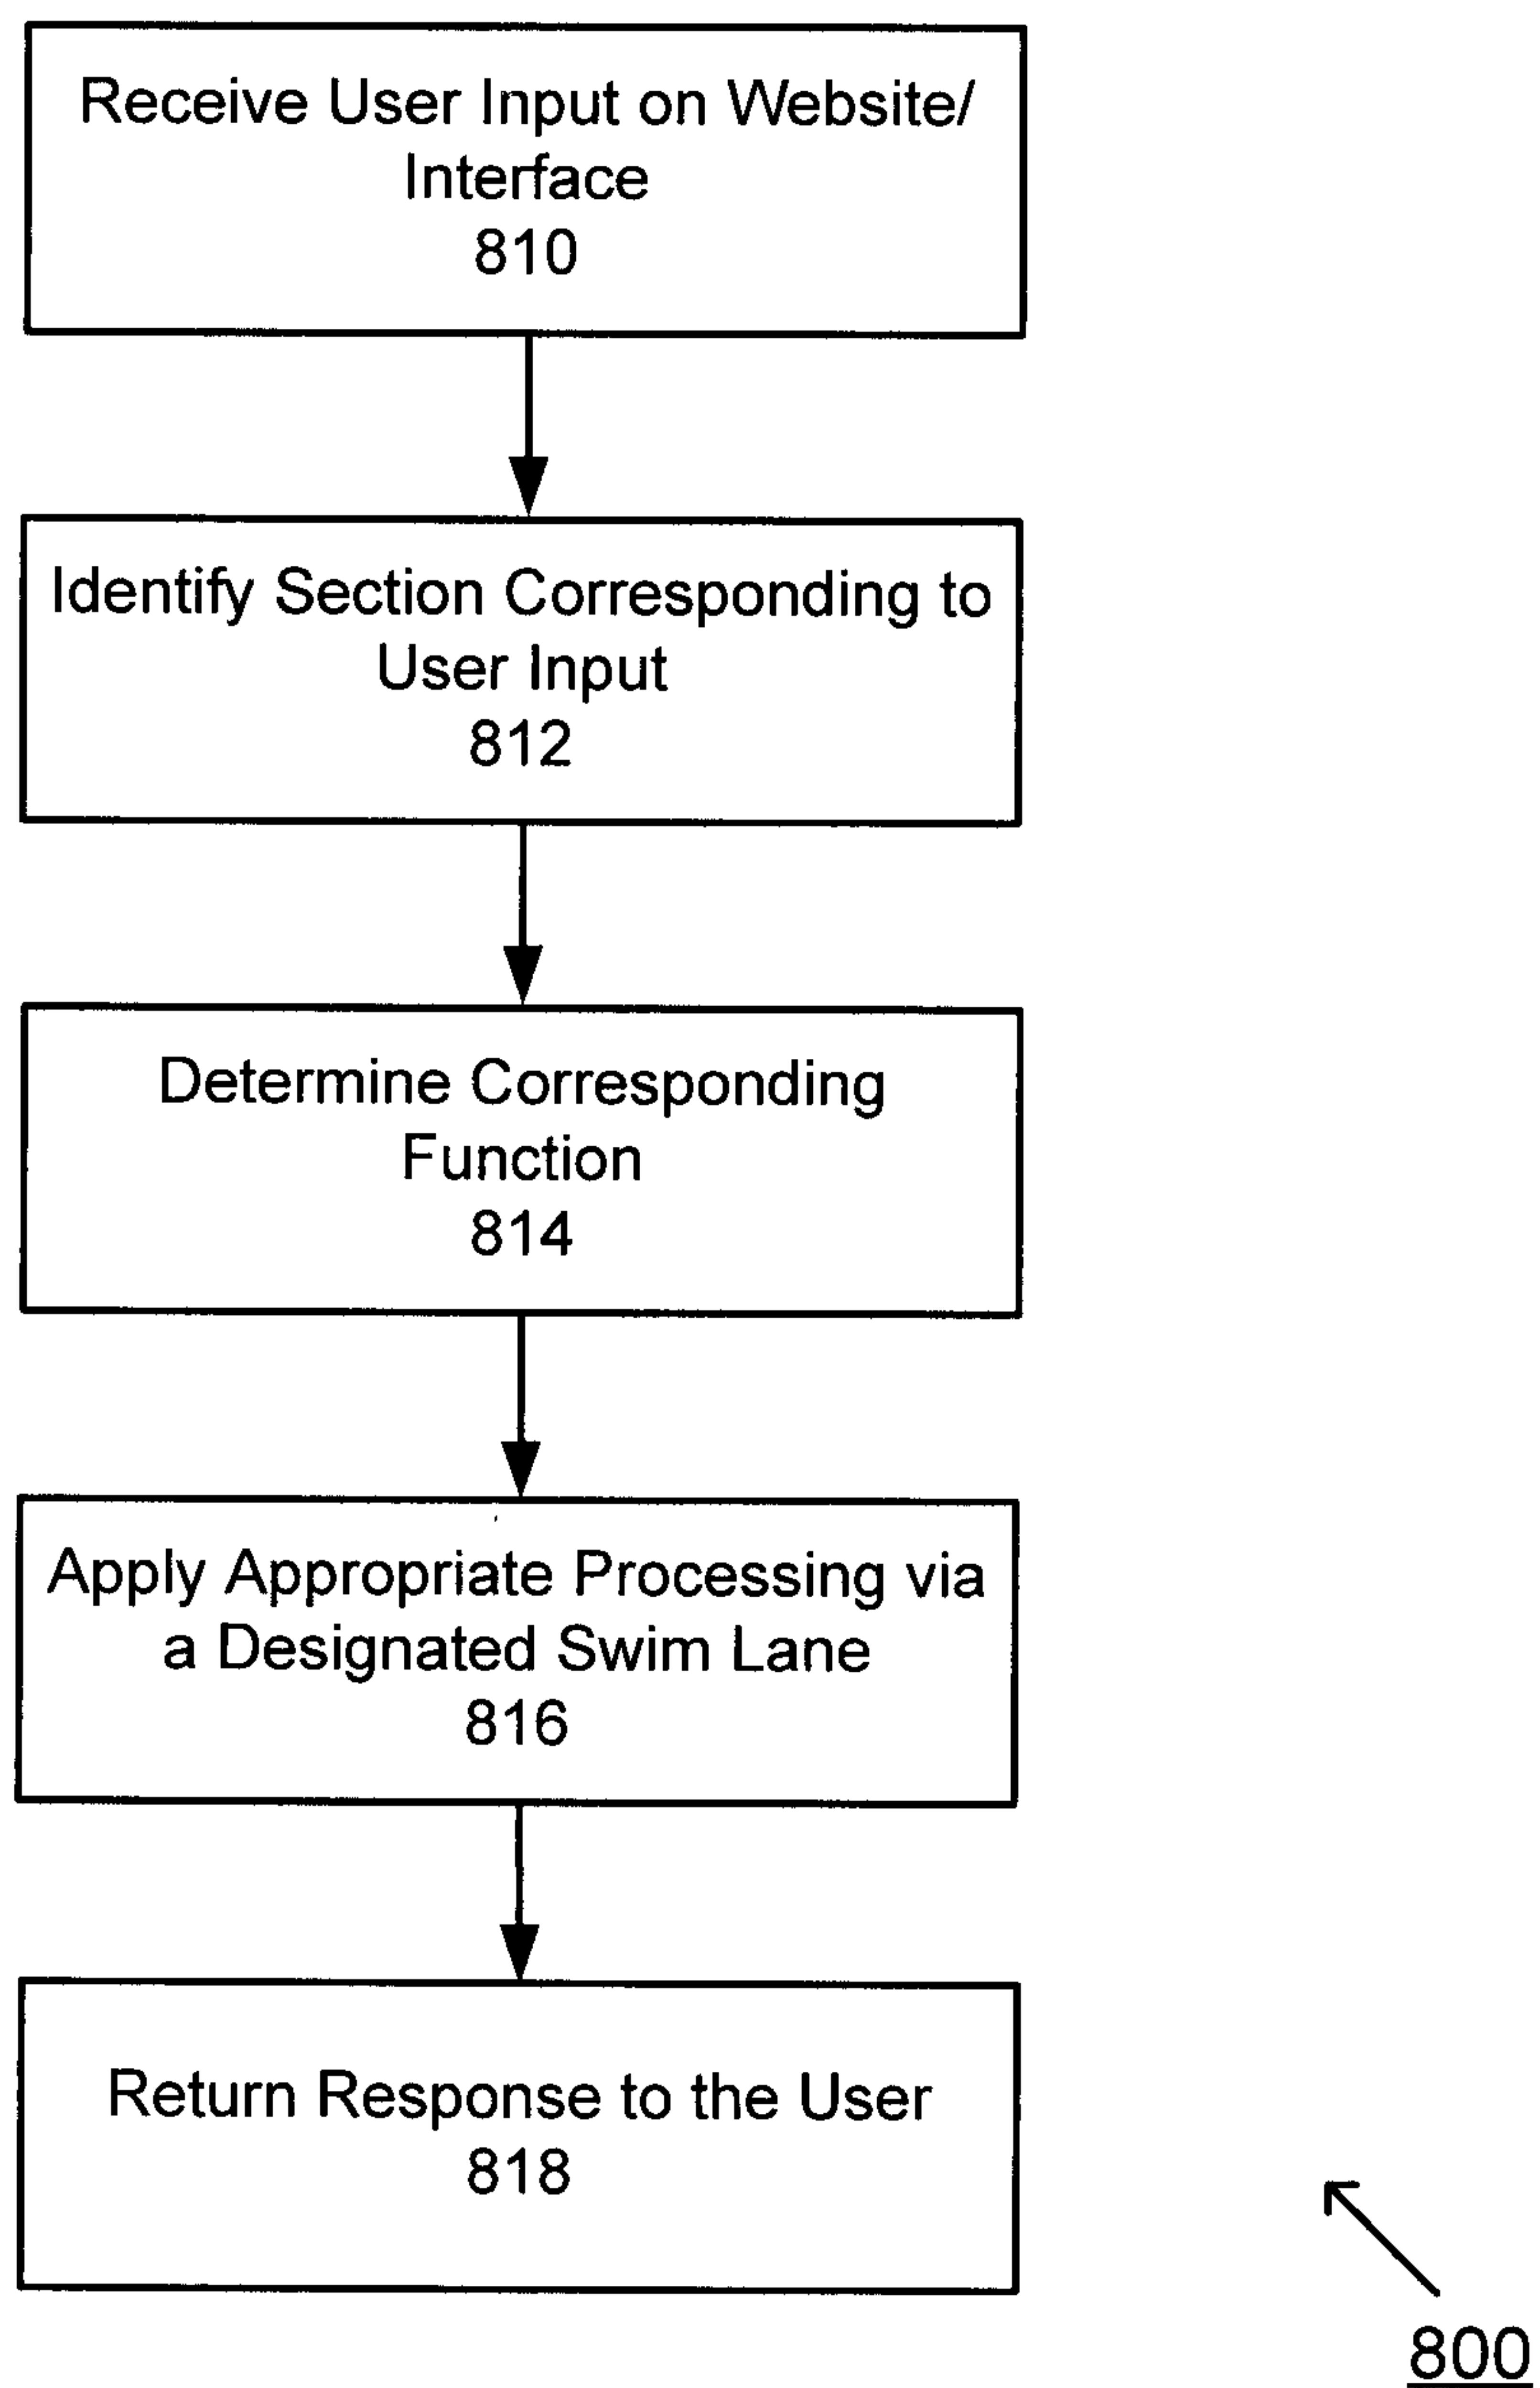 Receive User Input on Website/
Interface
810
Identify Section Corresponding to
User Input
812
Determine Corresponding
Function
814
Apply Appropriate Processing via
a Designated Swim Lane
816
Return Response to the User
818
800